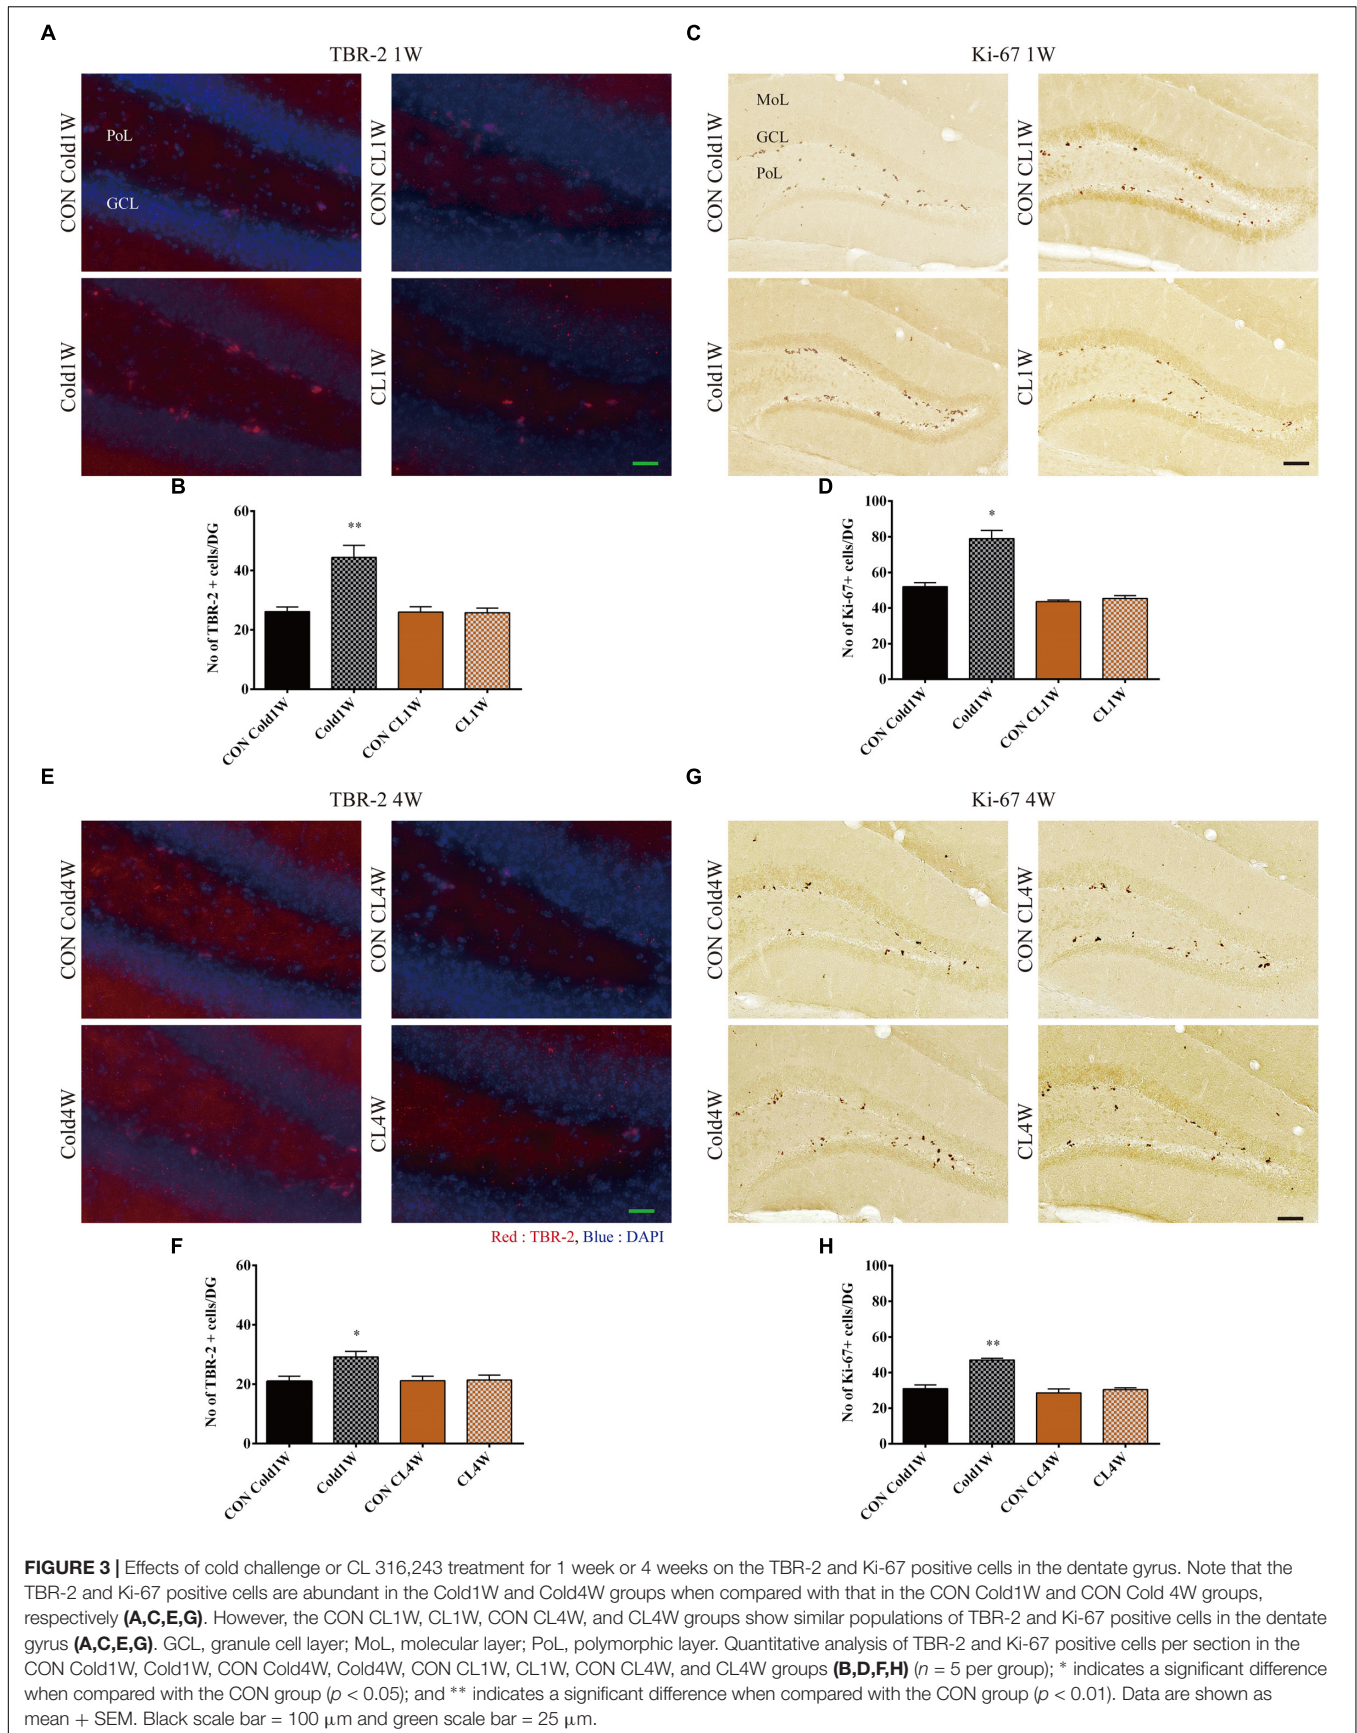 A
TBR-2 1W
CON Cold1W
PoL
GCL
CON CL1W
Cold1W
CL1W
C
Ki-67 1W
CON Cold1W
MoL
GCL
PoL
CON CL1W
Cold1W
CL1W
B
No of TBR-2 + cells/DG
60
40
20
0
**
CON Cold1W
Cold1W
CON CL1W
CL1W
D
No of Ki-67+ cells/DG
100
80
60
40
20
0
*
CON Cold1W
Cold1W
CON CL1W
CL1W
E
TBR-2 4W
CON Cold4W
CON CL4W
Cold4W
CL4W
Red : TBR-2, Blue : DAPI
G
Ki-67 4W
CON Cold4W
CON CL4W
Cold4W
CL4W
F
No of TBR-2 + cells/DG
60
40
20
0
*
CON Cold1W
Cold1W
CON CL4W
CL4W
H
No of Ki-67+ cells/DG
100
80
60
40
20
0
**
CON Cold1W
Cold1W
CON CL4W
CL4W
FIGURE 3 | Effects of cold challenge or CL 316,243 treatment for 1 week or 4 weeks on the TBR-2 and Ki-67 positive cells in the dentate gyrus. Note that the
TBR-2 and Ki-67 positive cells are abundant in the Cold1W and Cold4W groups when compared with that in the CON Cold1W and CON Cold 4W groups,
respectively (A,C,E,G). However, the CON CL1W, CL1W, CON CL4W, and CL4W groups show similar populations of TBR-2 and Ki-67 positive cells in the dentate
gyrus (A,C,E,G). GCL, granule cell layer; MoL, molecular layer; PoL, polymorphic layer. Quantitative analysis of TBR-2 and Ki-67 positive cells per section in the
CON Cold1W, Cold1W, CON Cold4W, Cold4W, CON CL1W, CL1W, CON CL4W, and CL4W groups (B,D,F,H) (n = 5 per group); * indicates a significant difference
when compared with the CON group (p < 0.05); and ** indicates a significant difference when compared with the CON group (p < 0.01). Data are shown as
mean + SEM. Black scale bar = 100 μm and green scale bar = 25 μm.